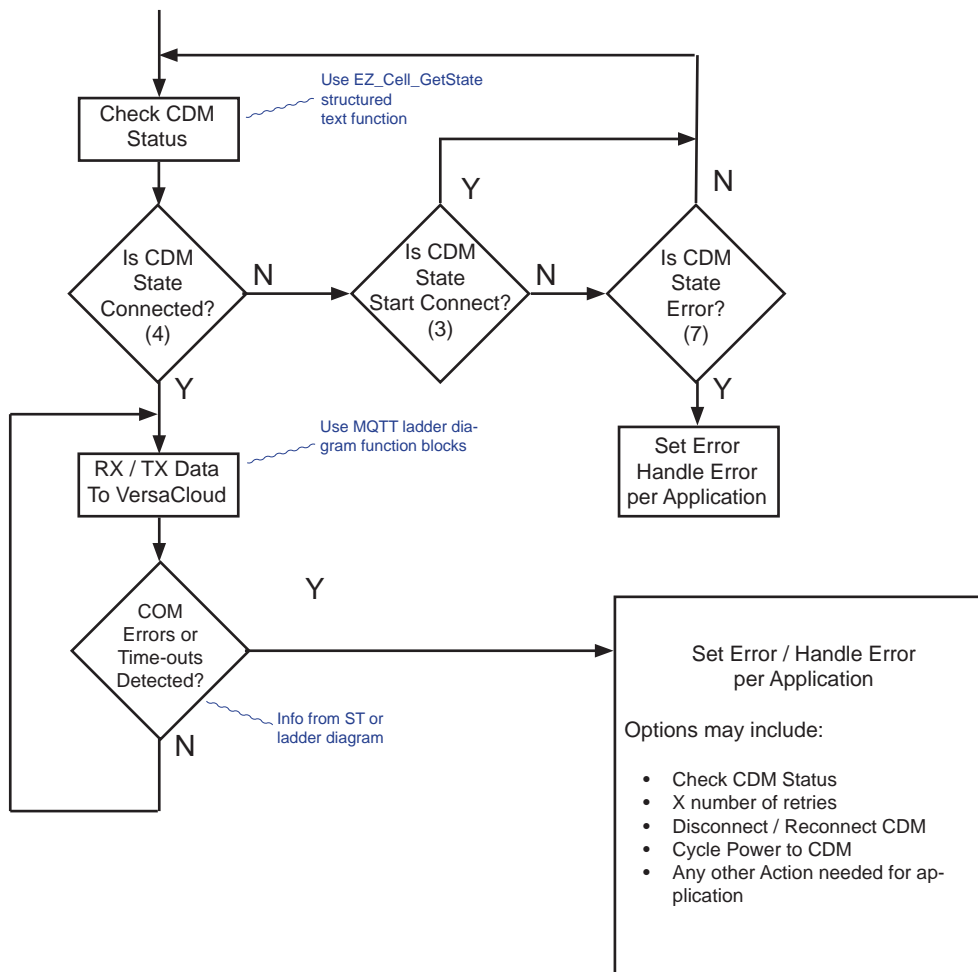 Use EZ_Cell_GetState
structured
text function
Check CDM
Status
Y
N
Is CDM
State
Connected?
(4)
N
Is CDM
State
Start Connect?
(3)
N
Is CDM
State
Error?
(7)
Y
Y
Use MQTT ladder dia-
gram function blocks
RX / TX Data
To VersaCloud
Set Error
Handle Error
per Application
Y
COM
Errors or
Time-outs
Detected?
Info from ST or
ladder diagram
N
Set Error / Handle Error
per Application
Options may include:
• Check CDM Status
• X number of retries
• Disconnect / Reconnect CDM
• Cycle Power to CDM
• Any other Action needed for ap-
plication